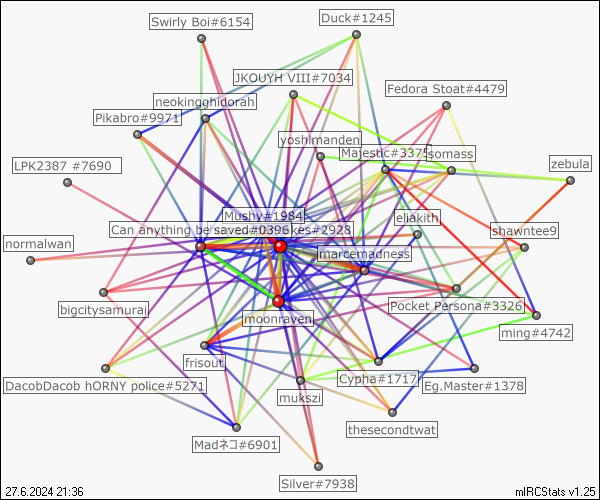 Swirly Boi#6154
Duck#1245
JKOUYH VIII#7034
Fedora Stoat#4479
neokingghidorah
Pikabro#9971
yoshimanden
Majestic#3375
somass
LPK2387 #7690
zebula
Mushy#1984
eliakith
Can anything be saved#0396
kes#2928
shawntee9
normalwan
marcemadness
bigcitysamurai
Pocket Persona#3326
moonraven
ming#4742
frisout
DacobDacob hORNY police#5271
Cypha#1717
Eg.Master#1378
mukszi
thesecondtwat
Madネコ#6901
Silver#7938
27.6.2024 21:36
mIRCStats v1.25